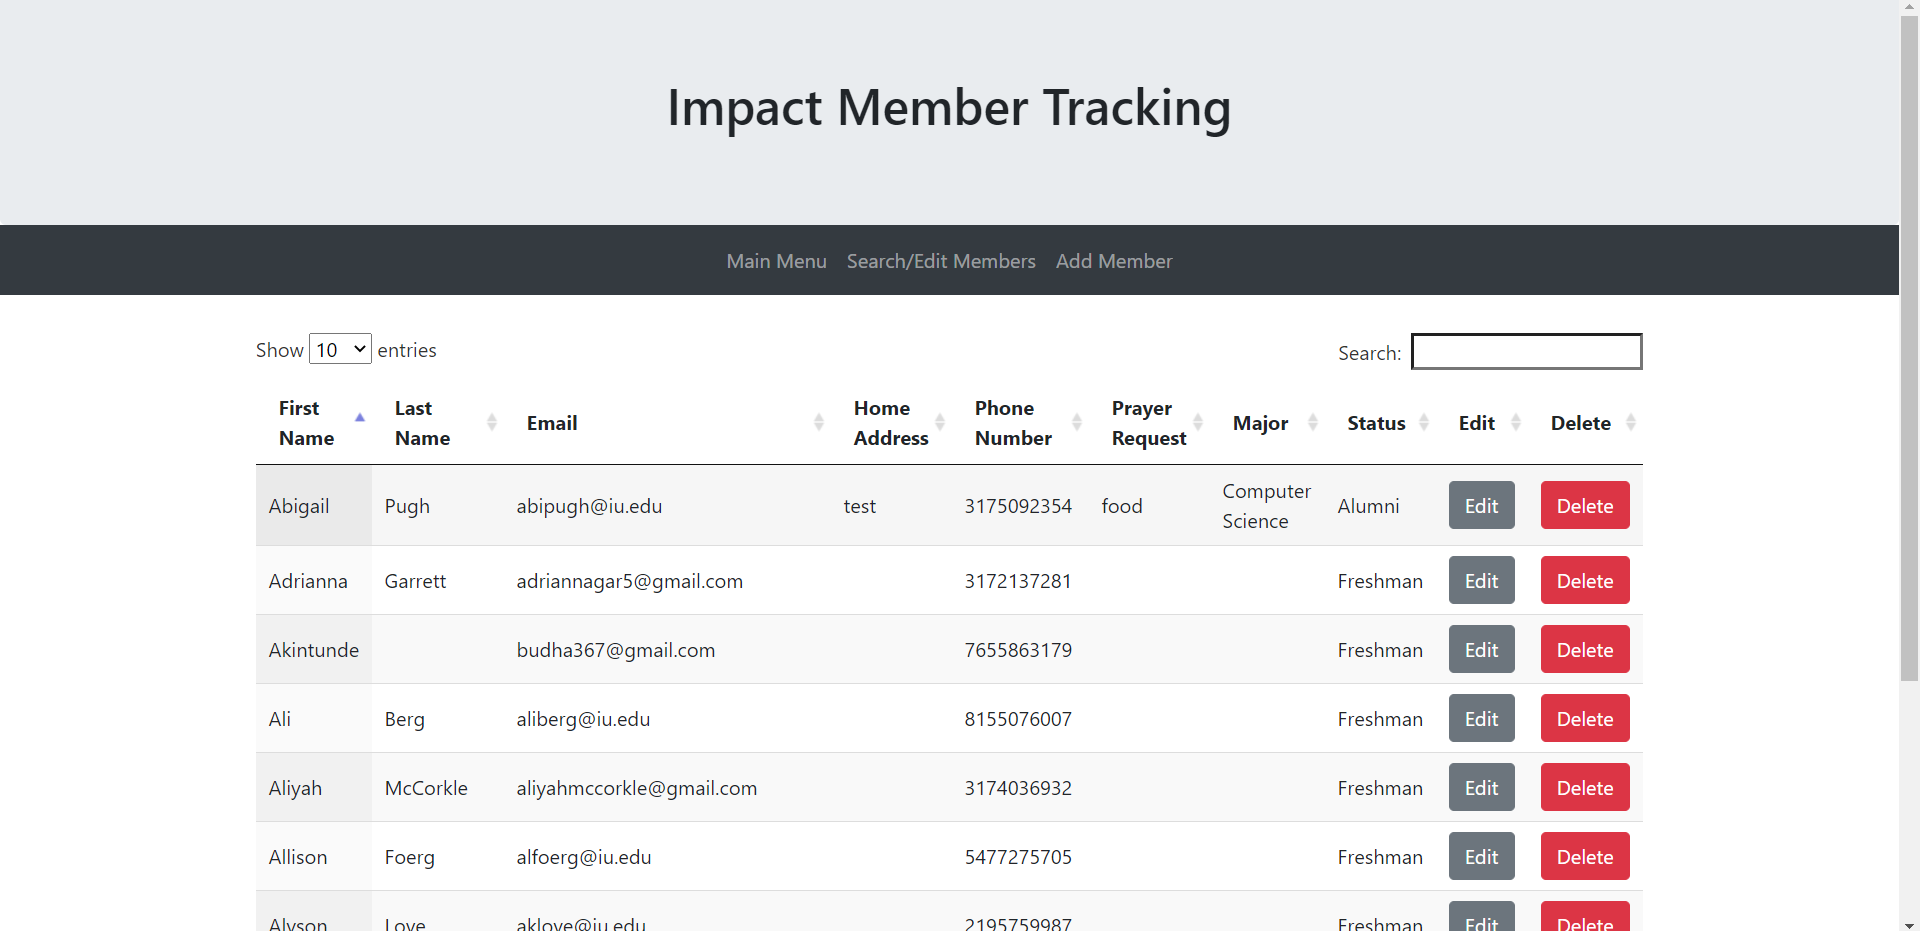 Impact Member Tracking
Main Menu Search/Edit Members Add Member
Show 10 entries Search:
First Name Last Name Email Home Address Phone Number Prayer Request Major Status Edit Delete
Abigail Pugh abipugh@iu.edu test 3175092354 food Computer Science Alumni Edit Delete
Adrianna Garrett adriannagar5@gmail.com 3172137281 Freshman Edit Delete
Akintunde budha367@gmail.com 7655863179 Freshman Edit Delete
Ali Berg aliberg@iu.edu 8155076007 Freshman Edit Delete
Aliyah McCorkle aliyahmccorkle@gmail.com 3174036932 Freshman Edit Delete
Allison Foerg alfoerg@iu.edu 5477275705 Freshman Edit Delete
Alyson Love aklove@iu.edu 2195759987 Freshman Edit Delete